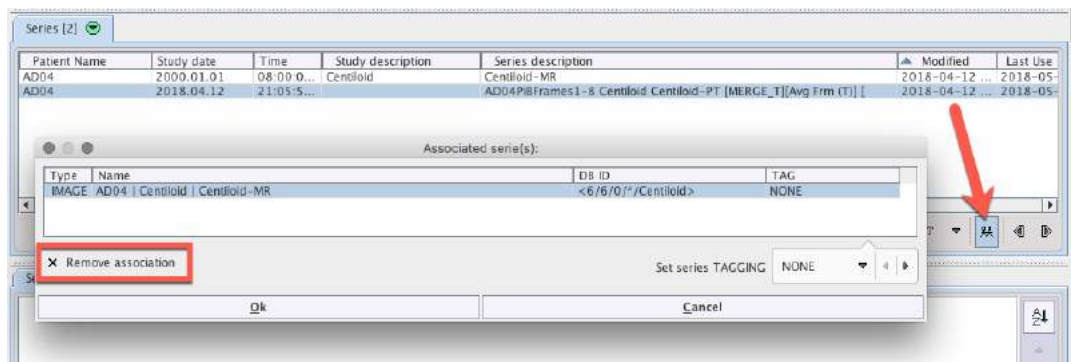 Series [2]
Patient Name Study date Time Study description Series description Modified Last Use
AD04 2000.01.01 08:00:0... Centiloid Centiloid-MR 2018-04-12 ... 2018-05-
AD04 2018.04.12 21:05:5... AD04PIBFrames1-8 Centiloid Centiloid-PT [MERGE_T][Avg Frm (T)] [ 2018-04-12 ... 2018-05-
Associated serie(s):
Type Name DB ID TAG
IMAGE AD04 | Centiloid | Centiloid-MR <6/6/0/*/Centiloid> NONE
Remove association
Set series TAGGING NONE
Ok Cancel